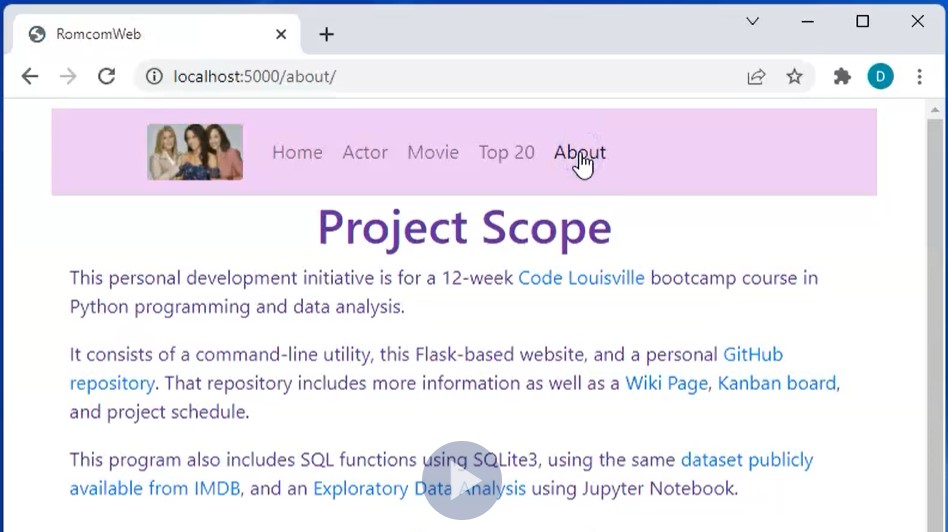 RomcomWeb
localhost:5000/about/
D
Home Actor Movie Top 20 About
Project Scope
This personal development initiative is for a 12-week Code Louisville bootcamp course in
Python programming and data analysis.
It consists of a command-line utility, this Flask-based website, and a personal GitHub
repository. That repository includes more information as well as a Wiki Page, Kanban board,
and project schedule.
This program also includes SQL functions using SQLite3, using the same dataset publicly
available from IMDB, and an Exploratory Data Analysis using Jupyter Notebook.